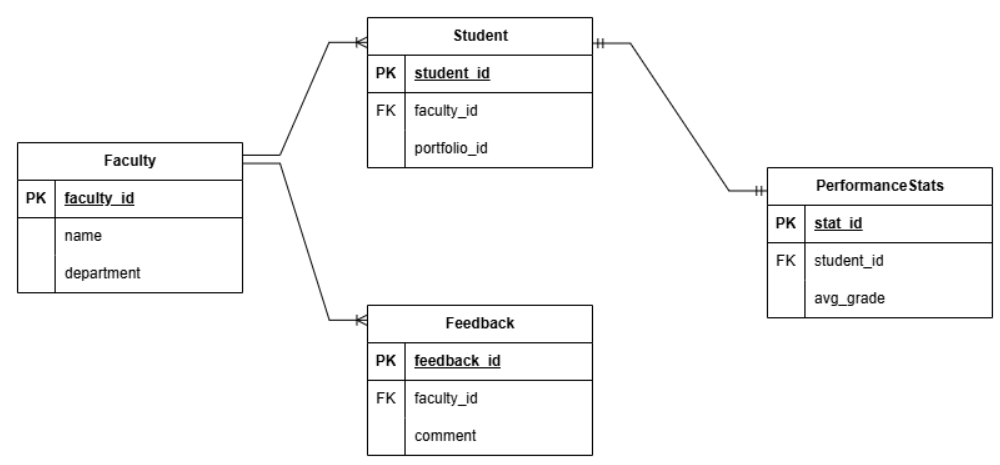 Student
PK student_id
FK faculty_id
portfolio_id
Faculty
PK faculty_id
name
department
PerformanceStats
PK stat_id
FK student_id
avg_grade
Feedback
PK feedback_id
FK faculty_id
comment